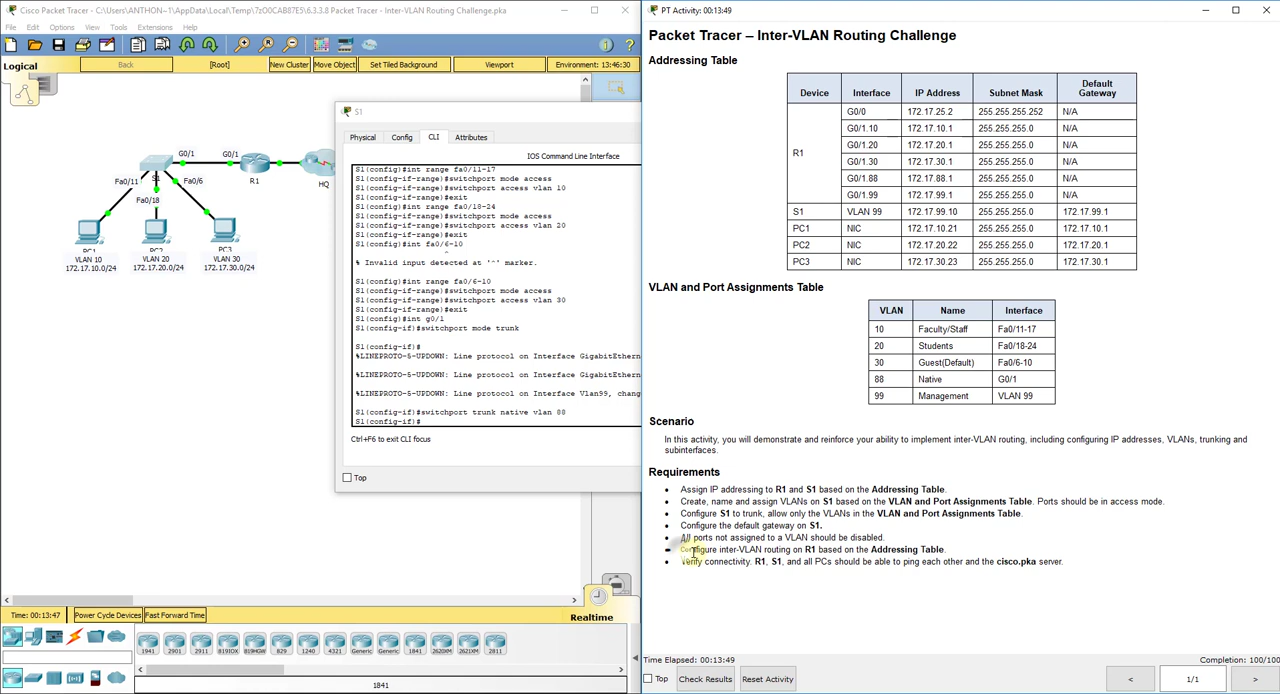 Cisco Packet Tracer - C:\Users\ANTHON~1\AppData\Local\Temp\7zO0CAB87E5\6.3.3.8 Packet Tracer - Inter-VLAN Routing Challenge.pka
File Edit Options View Tools Extensions Help
Logical
Back
[Root]
New Cluster
Move Object
Set Tiled Background
Viewport
Environment: 13:46:30
G0/1
G0/1
S1
R1
HQ
Fa0/11
Fa0/6
Fa0/18
PC1
PC2
PC3
VLAN 10
172.17.10.0/24
VLAN 20
172.17.20.0/24
VLAN 30
172.17.30.0/24
S1
Physical
Config
CLI
Attributes
IOS Command Line Interface
S1(config)#int range fa0/11-17
S1(config-if-range)#switchport mode access
S1(config-if-range)#switchport access vlan 10
S1(config-if-range)#exit
S1(config)#int range fa0/18-24
S1(config-if-range)#switchport mode access
S1(config-if-range)#switchport access vlan 20
S1(config-if-range)#exit
S1(config)#int fa0/6-10
^
% Invalid input detected at '^' marker.
S1(config)#int range fa0/6-10
S1(config-if-range)#switchport mode access
S1(config-if-range)#switchport access vlan 30
S1(config-if-range)#exit
S1(config)#int g0/1
S1(config-if)#switchport mode trunk
S1(config-if)#
%LINEPROTO-5-UPDOWN: Line protocol on Interface GigabitEthern
%LINEPROTO-5-UPDOWN: Line protocol on Interface GigabitEthern
%LINEPROTO-5-UPDOWN: Line protocol on Interface Vlan99, chang
S1(config-if)#switchport trunk native vlan 88
S1(config-if)#
Ctrl+F6 to exit CLI focus
Top
Time: 00:13:47
Power Cycle Devices
Fast Forward Time
Realtime
1941 2901 2911 819IOX 819HGW 829 1240 4321 Generic Generic 1841 2620XM 2621XM 2811
1841
PT Activity: 00:13:49
Packet Tracer – Inter-VLAN Routing Challenge
Addressing Table
Device Interface IP Address Subnet Mask Default Gateway
R1
G0/0 172.17.25.2 255.255.255.252 N/A
G0/1.10 172.17.10.1 255.255.255.0 N/A
G0/1.20 172.17.20.1 255.255.255.0 N/A
G0/1.30 172.17.30.1 255.255.255.0 N/A
G0/1.88 172.17.88.1 255.255.255.0 N/A
G0/1.99 172.17.99.1 255.255.255.0 N/A
S1 VLAN 99 172.17.99.10 255.255.255.0 172.17.99.1
PC1 NIC 172.17.10.21 255.255.255.0 172.17.10.1
PC2 NIC 172.17.20.22 255.255.255.0 172.17.20.1
PC3 NIC 172.17.30.23 255.255.255.0 172.17.30.1
VLAN and Port Assignments Table
VLAN Name Interface
10 Faculty/Staff Fa0/11-17
20 Students Fa0/18-24
30 Guest(Default) Fa0/6-10
88 Native G0/1
99 Management VLAN 99
Scenario
In this activity, you will demonstrate and reinforce your ability to implement inter-VLAN routing, including configuring IP addresses, VLANs, trunking and
subinterfaces.
Requirements
• Assign IP addressing to R1 and S1 based on the Addressing Table.
• Create, name and assign VLANs on S1 based on the VLAN and Port Assignments Table. Ports should be in access mode.
• Configure S1 to trunk, allow only the VLANs in the VLAN and Port Assignments Table.
• Configure the default gateway on S1.
• All ports not assigned to a VLAN should be disabled.
• Configure inter-VLAN routing on R1 based on the Addressing Table.
• Verify connectivity. R1, S1, and all PCs should be able to ping each other and the cisco.pka server.
Time Elapsed: 00:13:49
Completion: 100/100
Top
Check Results
Reset Activity
<
1/1
>